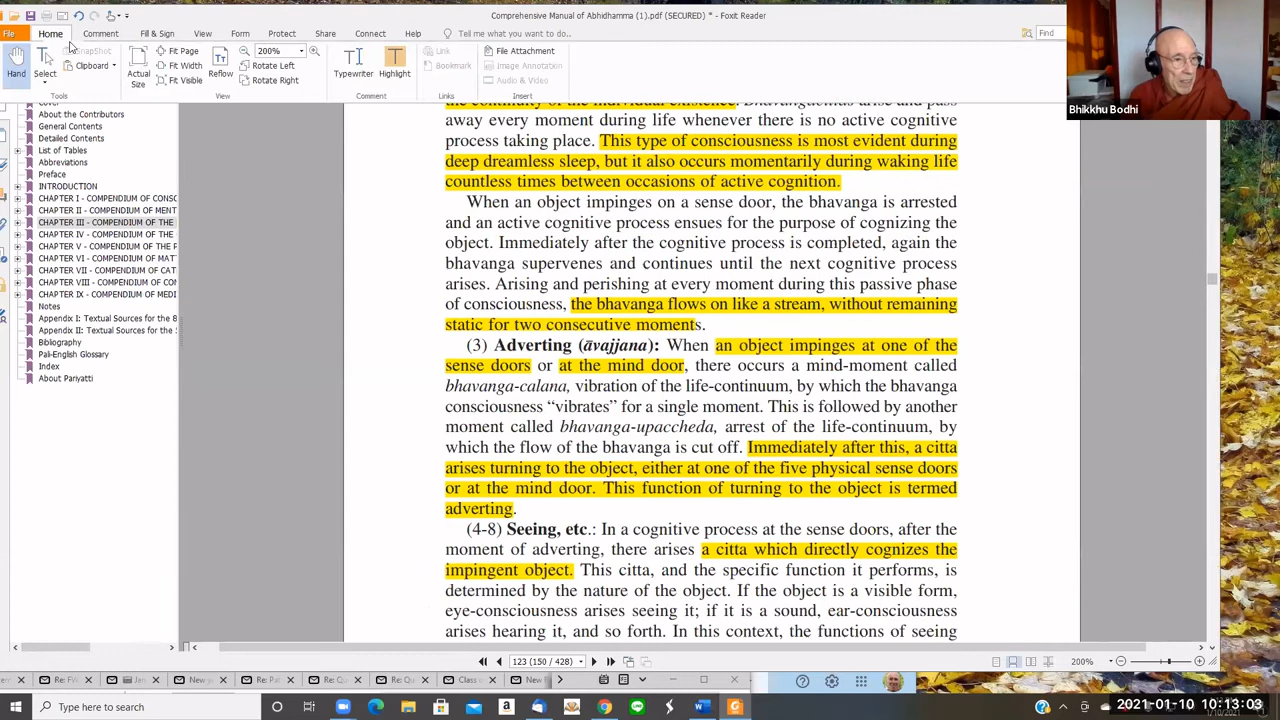 Comprehensive Manual of Abhidhamma (1).pdf (SECURED) * - Foxit Reader
File Home Comment Fill & Sign View Form Protect Share Connect Help Tell me what you want to do... Find
Hand
Select
Tools
SnapShot
Clipboard
Actual Size
Fit Page
Fit Width
Fit Visible
Reflow
200%
Rotate Left
Rotate Right
View
Typewriter
Highlight
Comment
Link
Bookmark
Links
File Attachment
Image Annotation
Audio & Video
Insert
Bhikkhu Bodhi
Cover
About the Contributors
General Contents
Detailed Contents
List of Tables
Abbreviations
Preface
INTRODUCTION
CHAPTER I - COMPENDIUM OF CONSC
CHAPTER II - COMPENDIUM OF MENT
CHAPTER III - COMPENDIUM OF THE
CHAPTER IV - COMPENDIUM OF THE
CHAPTER V - COMPENDIUM OF THE P
CHAPTER VI - COMPENDIUM OF MATT
CHAPTER VII - COMPENDIUM OF CAT
CHAPTER VIII - COMPENDIUM OF CO
CHAPTER IX - COMPENDIUM OF MEDI
Notes
Appendix I: Textual Sources for the 8
Appendix II: Textual Sources for the
Bibliography
Pali-English Glossary
Index
About Pariyatti
the continuity of the individual existence. Bhavangacittas arise and pass
away every moment during life whenever there is no active cognitive
process taking place. This type of consciousness is most evident during
deep dreamless sleep, but it also occurs momentarily during waking life
countless times between occasions of active cognition.
When an object impinges on a sense door, the bhavanga is arrested
and an active cognitive process ensues for the purpose of cognizing the
object. Immediately after the cognitive process is completed, again the
bhavanga supervenes and continues until the next cognitive process
arises. Arising and perishing at every moment during this passive phase
of consciousness, the bhavanga flows on like a stream, without remaining
static for two consecutive moments.
(3) Adverting (āvajjana): When an object impinges at one of the
sense doors or at the mind door, there occurs a mind-moment called
bhavanga-calana, vibration of the life-continuum, by which the bhavanga
consciousness “vibrates” for a single moment. This is followed by another
moment called bhavanga-upaccheda, arrest of the life-continuum, by
which the flow of the bhavanga is cut off. Immediately after this, a citta
arises turning to the object, either at one of the five physical sense doors
or at the mind door. This function of turning to the object is termed
adverting.
(4-8) Seeing, etc.: In a cognitive process at the sense doors, after the
moment of adverting, there arises a citta which directly cognizes the
impingent object. This citta, and the specific function it performs, is
determined by the nature of the object. If the object is a visible form,
eye-consciousness arises seeing it; if it is a sound, ear-consciousness
arises hearing it, and so forth. In this context, the functions of seeing
123 (150 / 428) 200%
Class o
Type here to search
2021-01-10 10:13:03